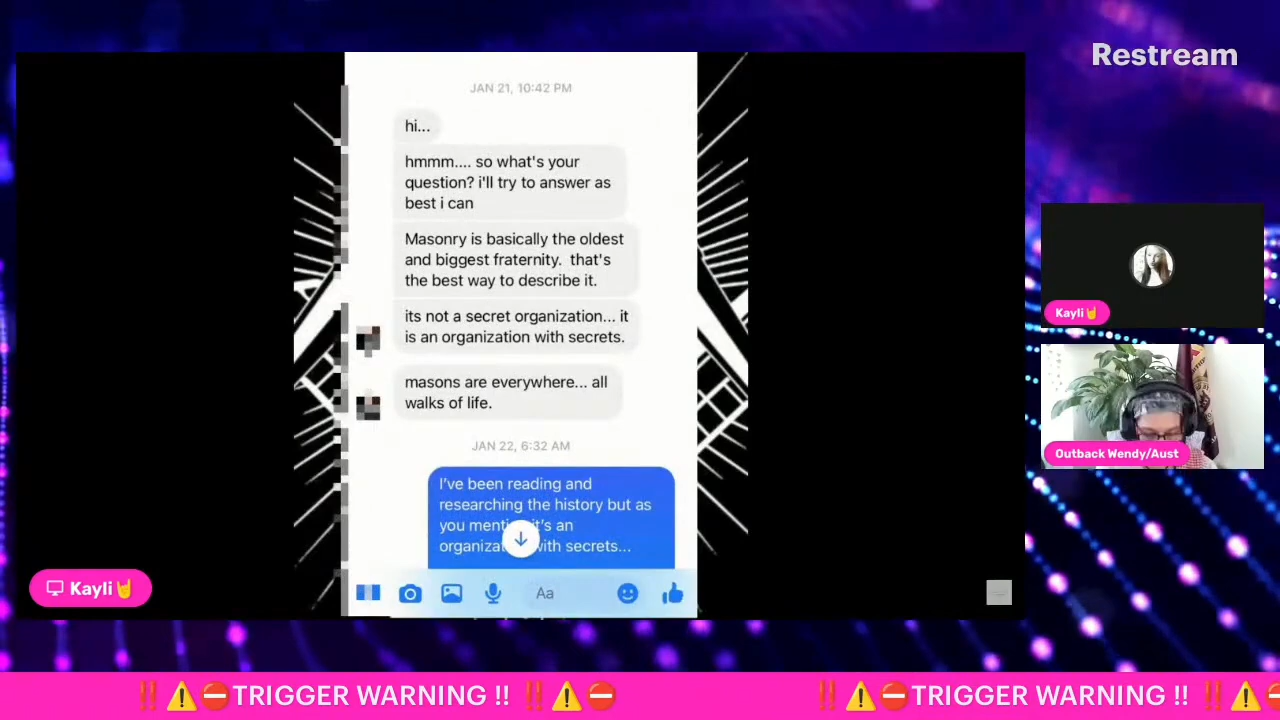 Restream
JAN 21, 10:42 PM
hi...
hmmm.... so what's your
question? i'll try to answer as
best i can
Masonry is basically the oldest
and biggest fraternity. that's
the best way to describe it.
its not a secret organization... it
is an organization with secrets.
masons are everywhere... all
walks of life.
JAN 22, 6:32 AM
I've been reading and
researching the history but as
you it's an
with secrets...
Aa
Kayli🤘
Kayli🤘
Outback Wendy/Aust
‼️⚠️⛔TRIGGER WARNING !! ‼️⚠️⛔ ‼️⚠️⛔TRIGGER WARNING !! ‼️⚠️⛔